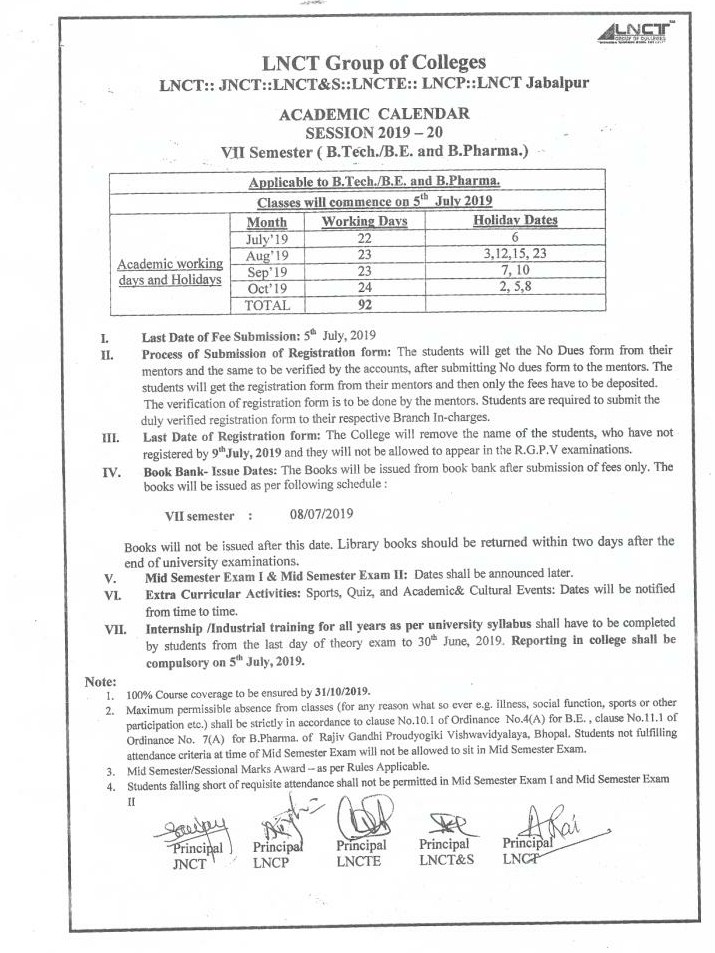 LNCT
GROUP OF COLLEGES
LNCT Group of Colleges
LNCT:: JNCT::LNCT&S::LNCTE:: LNCP::LNCT Jabalpur
ACADEMIC CALENDAR
SESSION 2019 – 20
VII Semester ( B.Tech./B.E. and B.Pharma.)
Applicable to B.Tech./B.E. and B.Pharma.
Classes will commence on 5th July 2019
Academic working days and Holidays
Month Working Days Holiday Dates
July'19 22 6
Aug'19 23 3,12,15, 23
Sep'19 23 7, 10
Oct'19 24 2, 5,8
TOTAL 92
I. Last Date of Fee Submission: 5th July, 2019
II. Process of Submission of Registration form: The students will get the No Dues form from their
mentors and the same to be verified by the accounts, after submitting No dues form to the mentors. The
students will get the registration form from their mentors and then only the fees have to be deposited.
The verification of registration form is to be done by the mentors. Students are required to submit the
duly verified registration form to their respective Branch In-charges.
III. Last Date of Registration form: The College will remove the name of the students, who have not
registered by 9th July, 2019 and they will not be allowed to appear in the R.G.P.V examinations.
IV. Book Bank- Issue Dates: The Books will be issued from book bank after submission of fees only. The
books will be issued as per following schedule :
VII semester : 08/07/2019
Books will not be issued after this date. Library books should be returned within two days after the
end of university examinations.
V. Mid Semester Exam I & Mid Semester Exam II: Dates shall be announced later.
VI. Extra Curricular Activities: Sports, Quiz, and Academic& Cultural Events: Dates will be notified
from time to time.
VII. Internship /Industrial training for all years as per university syllabus shall have to be completed
by students from the last day of theory exam to 30th June, 2019. Reporting in college shall be
compulsory on 5th July, 2019.
Note:
1. 100% Course coverage to be ensured by 31/10/2019.
2. Maximum permissible absence from classes (for any reason what so ever e.g. illness, social function, sports or other
participation etc.) shall be strictly in accordance to clause No.10.1 of Ordinance No.4(A) for B.E. , clause No.11.1 of
Ordinance No. 7(A) for B.Pharma. of Rajiv Gandhi Proudyogiki Vishwavidyalaya, Bhopal. Students not fulfilling
attendance criteria at time of Mid Semester Exam will not be allowed to sit in Mid Semester Exam.
3. Mid Semester/Sessional Marks Award – as per Rules Applicable.
4. Students falling short of requisite attendance shall not be permitted in Mid Semester Exam I and Mid Semester Exam
II
Principal Principal Principal Principal Principal
JNCT LNCP LNCTE LNCT&S LNCT